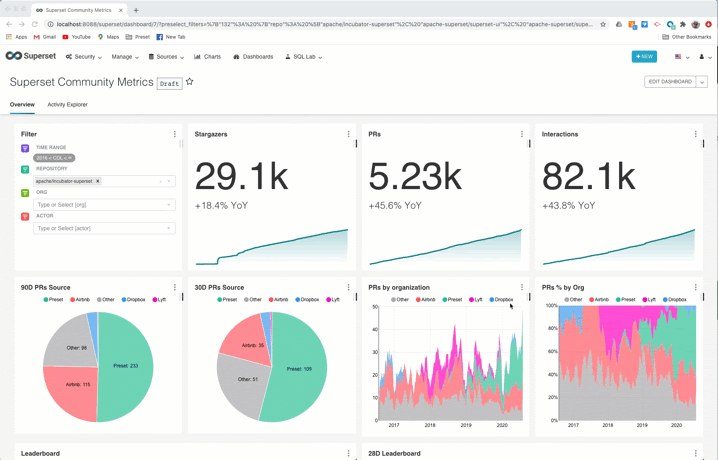 Superset Community Metrics
localhost:8088/superset/dashboard/7/?preselect_filters=%7B"132"%3A%20%7B"repo"%3A%20%5B"apache/incubator-superset"%2C%20"apache-superset/superset-ui"%2C%20"apache-superset/supe...
Apps Gmail YouTube Maps Preset New Tab Other Bookmarks
Superset Security Manage Sources Charts Dashboards SQL Lab + NEW
Superset Community Metrics Draft EDIT DASHBOARD
Overview Activity Explorer
Filter
TIME RANGE
2016 < COL < ∞
REPOSITORY
apache/incubator-superset ×
ORG
Type or Select [org]
ACTOR
Type or Select [actor]
Stargazers
29.1k
+18.4% YoY
PRs
5.23k
+45.6% YoY
Interactions
82.1k
+43.8% YoY
90D PRs Source
Preset Airbnb Other Dropbox Lyft
Other: 88
Preset: 233
Airbnb: 115
30D PRs Source
Preset Airbnb Other Dropbox Lyft
Airbnb: 35
Preset: 109
Other: 51
PRs by organization
Other Airbnb Preset Lyft Dropbox
50
40
30
20
10
0
2017 2018 2019 2020
PRs % by Org
Other Airbnb Preset Lyft Dropbox
100%
80%
60%
40%
20%
0%
2017 2018 2019 2020
Leaderboard
28D Leaderboard